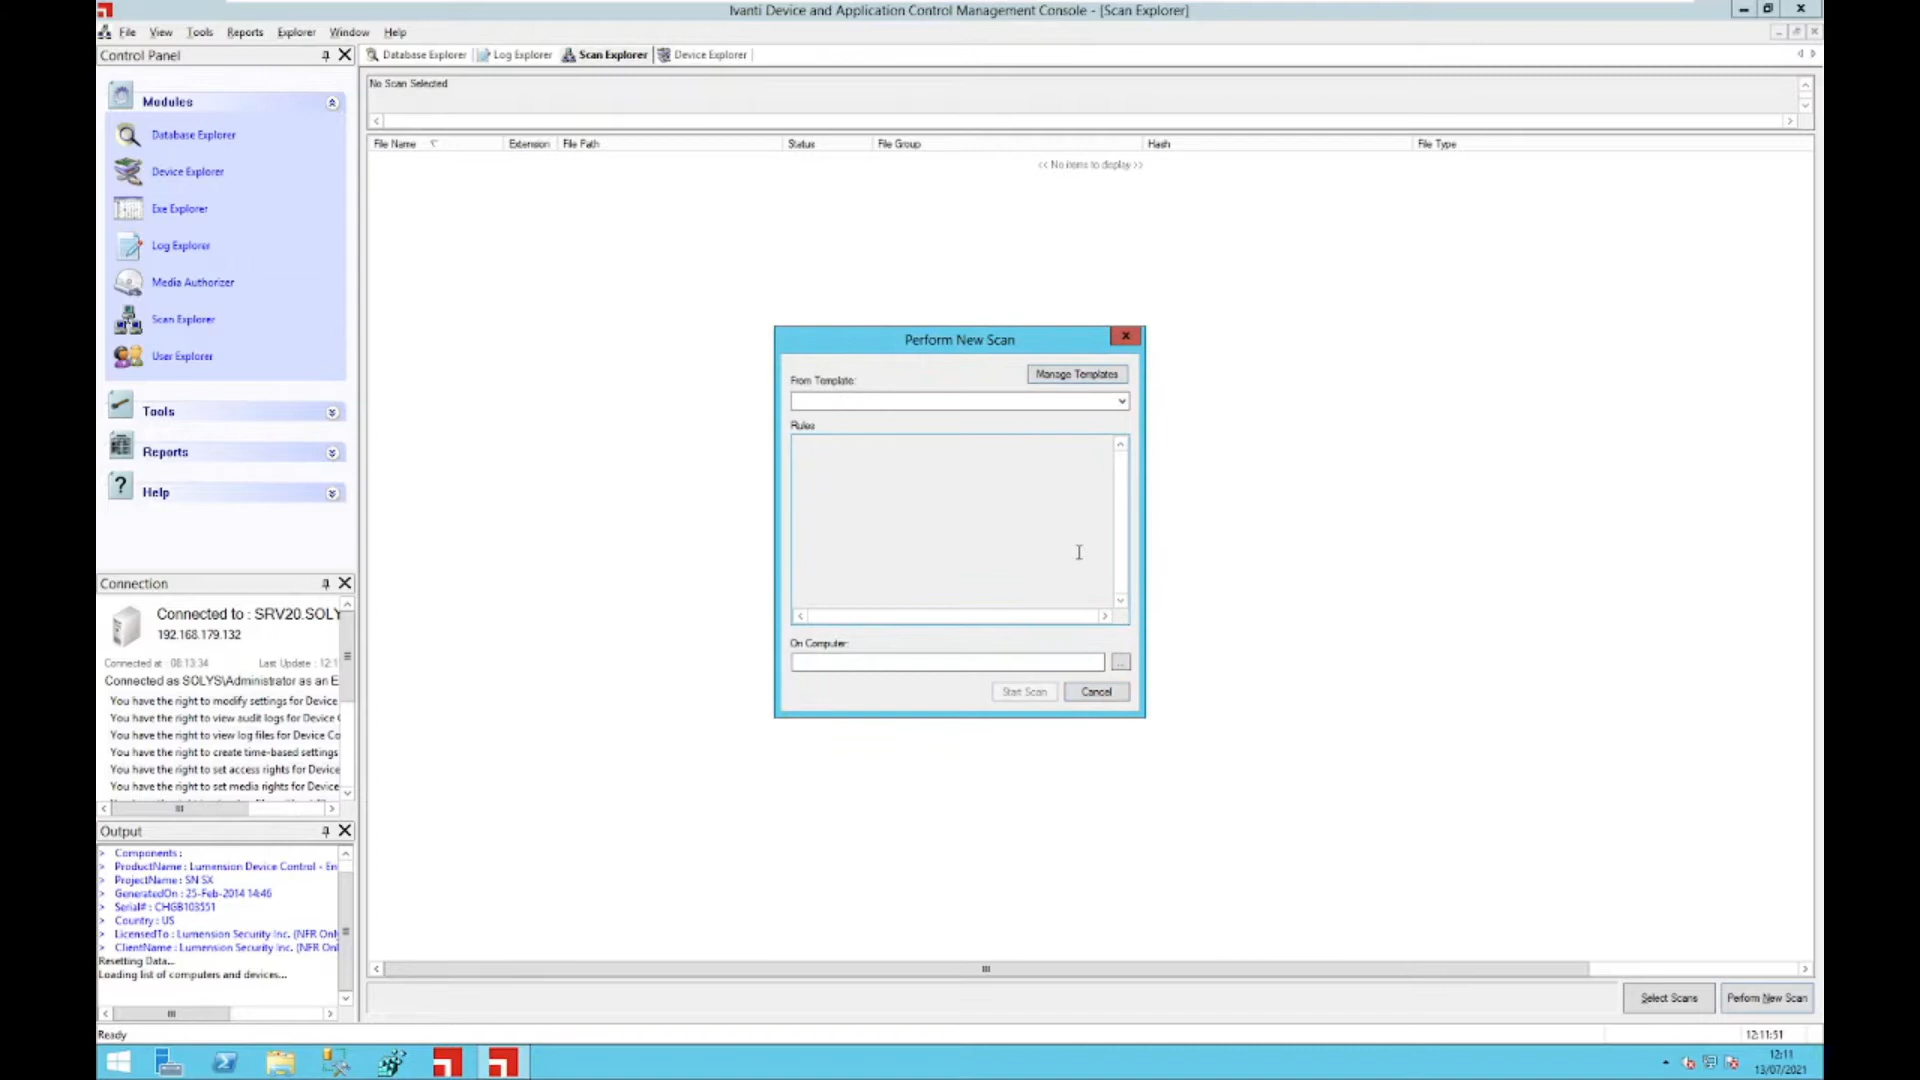 Ivanti Device and Application Control Management Console - [Scan Explorer]
File View Tools Reports Explorer Window Help
Control Panel
Database Explorer Log Explorer Scan Explorer Device Explorer
No Scan Selected
File Name Extension File Path Status File Group Hash File Type
<< No items to display >>
Modules
Database Explorer
Device Explorer
Exe Explorer
Log Explorer
Media Authorizer
Scan Explorer
User Explorer
Tools
Reports
Help
Perform New Scan
From Template:
Manage Templates
Rules
On Computer:
...
Start Scan Cancel
Connection
Connected to : SRV20.SOLY
192.168.179.132
Connected at : 08:13:34 Last Update : 12:1
Connected as SOLYS\Administrator as an E
You have the right to modify settings for Device
You have the right to view audit logs for Device
You have the right to view log files for Device Co
You have the right to create time-based settings
You have the right to set access rights for Device
You have the right to set media rights for Device
Output
> Components :
> ProductName : Lumension Device Control - En
> ProjectName : SN SX
> GeneratedOn : 25-Feb-2014 14:46
> Serial# : CHGB103551
> Country : US
> LicensedTo : Lumension Security Inc. (NFR Onl
> ClientName : Lumension Security Inc. (NFR Onl
Resetting Data...
Loading list of computers and devices...
Select Scans Perform New Scan
Ready
12:11:51
12:11
13/07/2021